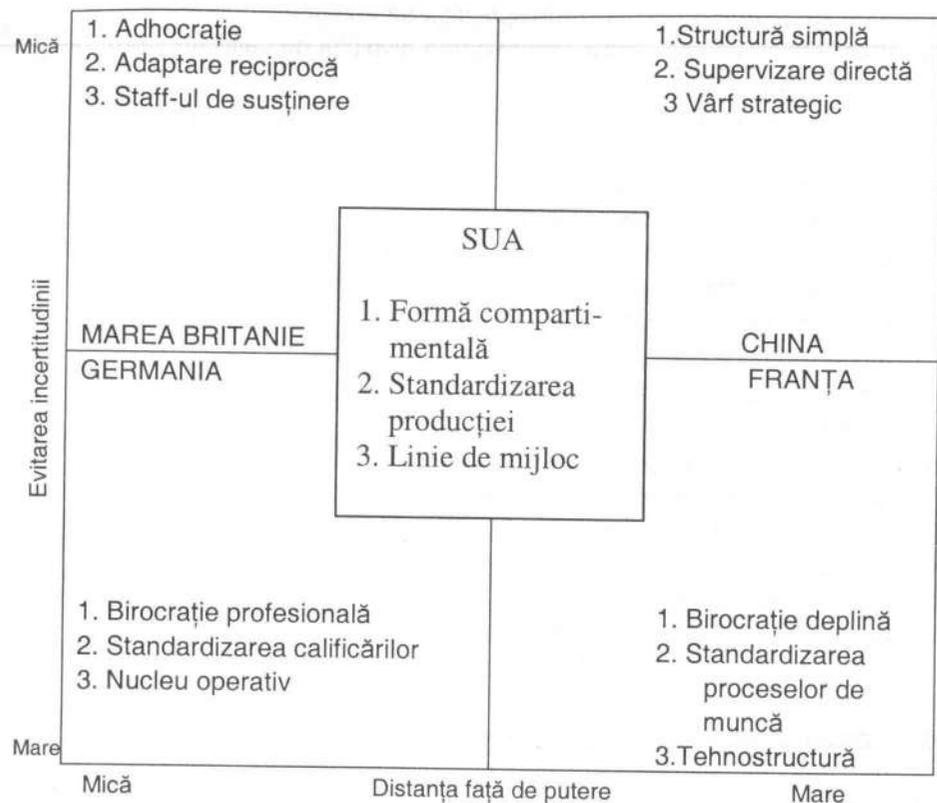 Mică
1. Adhocrație
2. Adaptare reciprocă
3. Staff-ul de susținere
1.Structură simplă
2. Supervizare directă
3 Vârf strategic
SUA
1. Formă comparti-
mentală
2. Standardizarea
producției
3. Linie de mijloc
Evitarea incertitudinii
MAREA BRITANIE
GERMANIA
CHINA
FRANȚA
1. Birocrație profesională
2. Standardizarea calificărilor
3. Nucleu operativ
1. Birocrație deplină
2. Standardizarea
proceselor de
muncă
3.Tehnostructură
Mare
Mică
Distanța față de putere
Mare